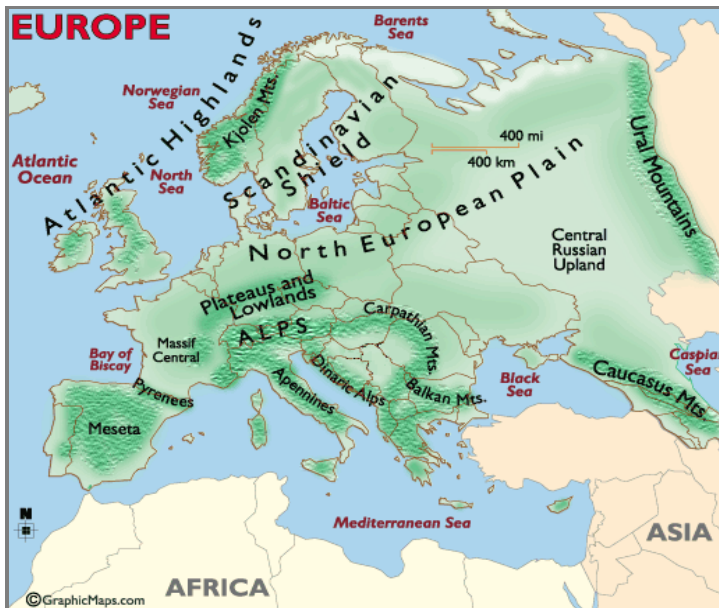 EUROPE
Barents
Sea
Norwegian
Sea
Atlantic Highlands
Kjolen Mts.
Scandinavian
Shield
400 mi
400 km
Ural Mountains
Atlantic
Ocean
North
Sea
Baltic
Sea
North European Plain
Central
Russian
Upland
Plateaus and
Lowlands
Carpathian
Mts.
ALPS
Massif
Central
Bay of
Biscay
Caspian
Sea
Dinaric Alps
Black
Sea
Caucasus Mts.
Pyrenees
Apennines
Balkan Mts.
Meseta
N
Mediterranean Sea
ASIA
AFRICA
©GraphicMaps.com